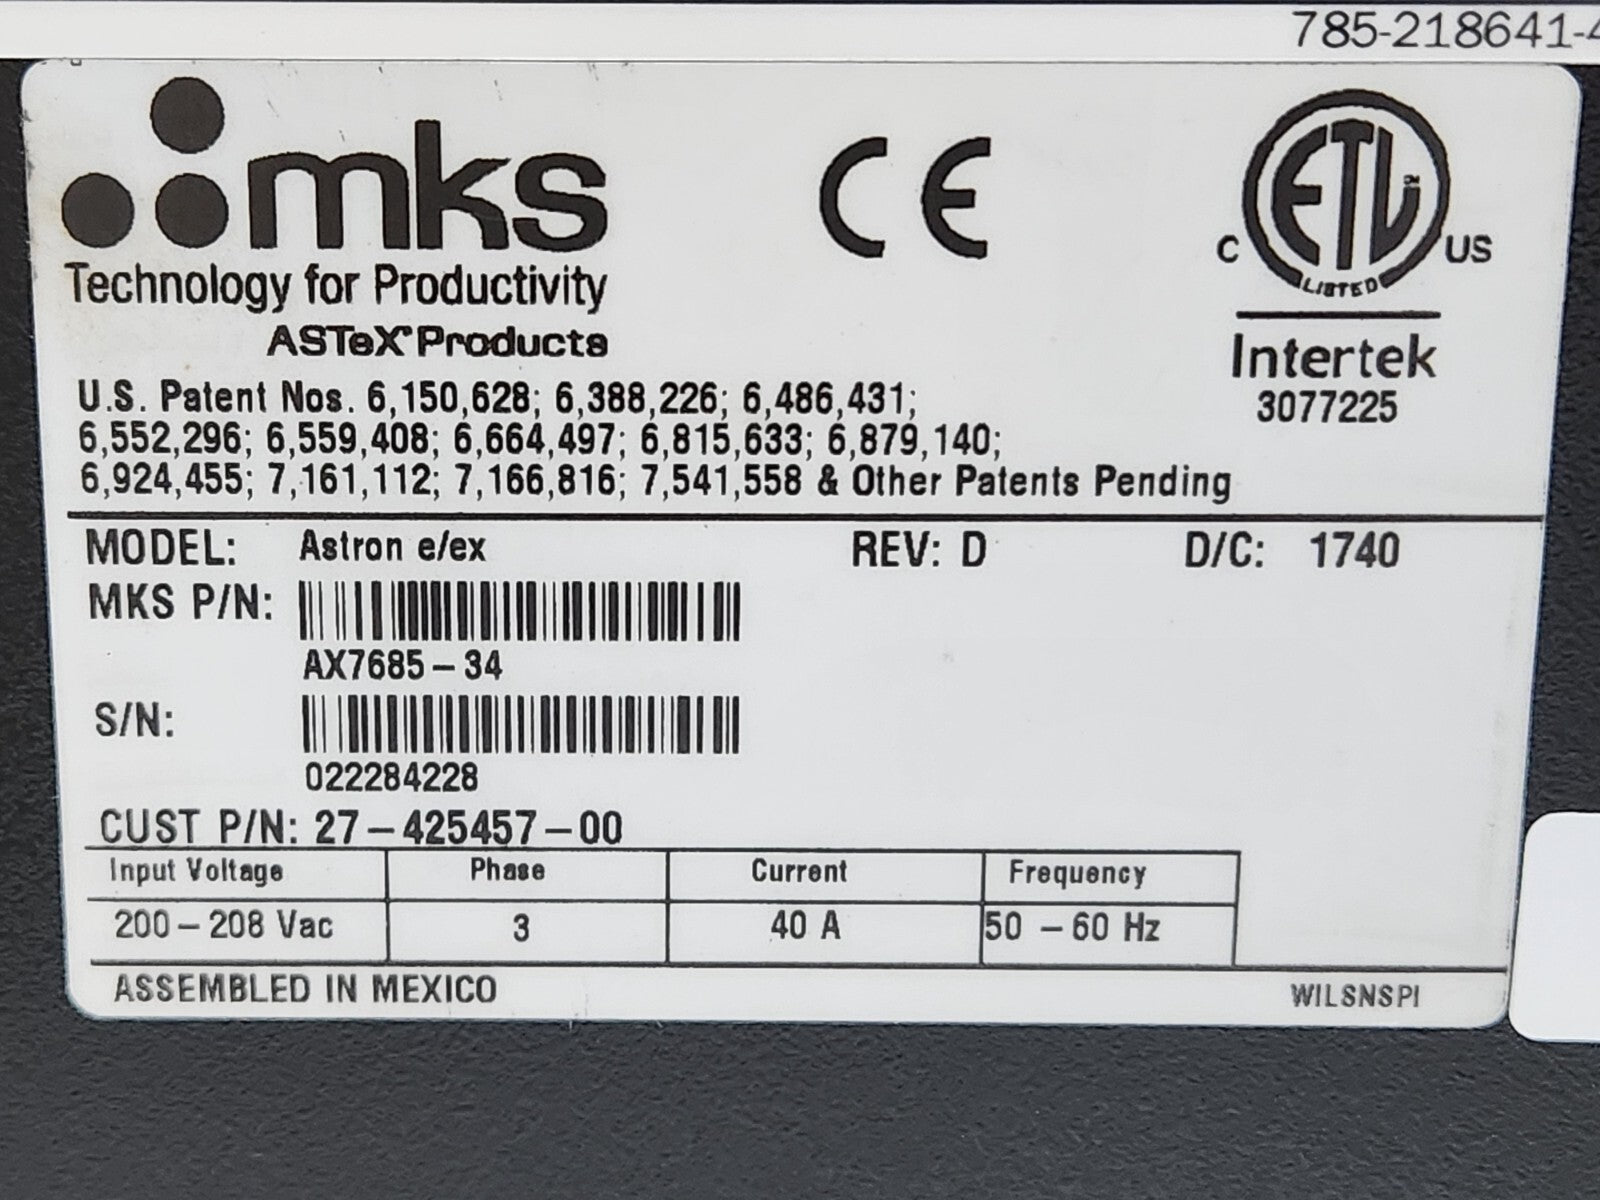 785-218641-4
mks
Technology for Productivity
ASTeX® Products
CE
ETL
LISTED
C US
Intertek
3077225
U.S. Patent Nos. 6,150,628; 6,388,226; 6,486,431;
6,552,296; 6,559,408; 6,664,497; 6,815,633; 6,879,140;
6,924,455; 7,161,112; 7,166,816; 7,541,558 & Other Patents Pending
MODEL: Astron e/ex REV: D D/C: 1740
MKS P/N:
AX7685-34
S/N:
022284228
CUST P/N: 27-425457-00
Input Voltage Phase Current Frequency
200-208 Vac 3 40 A 50 -60 Hz
ASSEMBLED IN MEXICO WILSNSPI